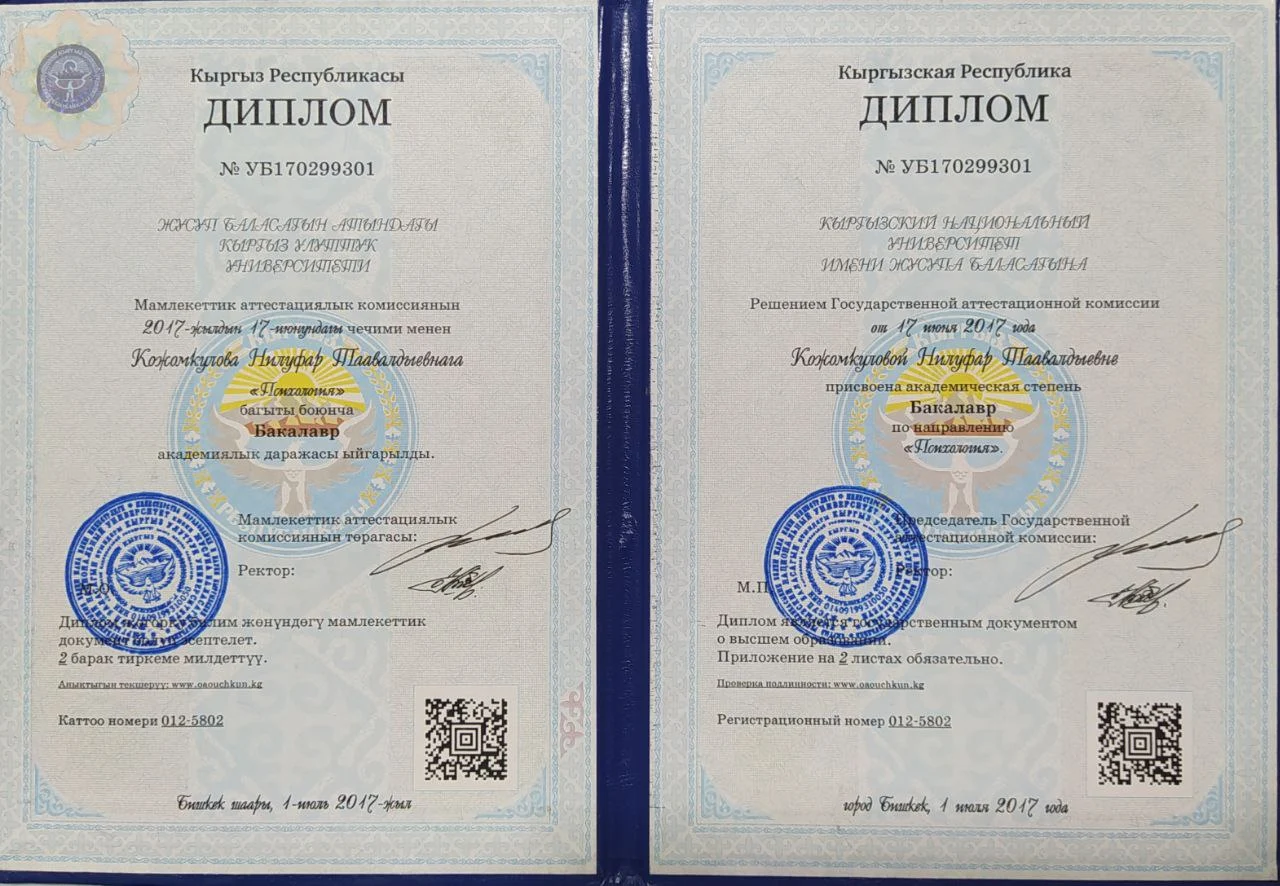 Кыргыз Республикасы
ДИПЛОМ
№ УБ170299301
ЖУСУП БАЛАСАГЫН АТЫНДАГЫ
КЫРГЫЗ УЛУТТУК
УНИВЕРСИТЕТИ
Мамлекеттик аттестациялык комиссиянын
2017-жылдын 17-июнундагы чечими менен
Кожомкулова Нилуфар Таавалдыевнага
«Психология»
багыты боюнча
Бакалавр
академиялык даражасы ыйгарылды.
Мамлекеттик аттестациялык
комиссиянын төрагасы:
Ректор:
М.О.
Диплом жогорку билим жөнүндөгү мамлекеттик
документ болуп эсептелет.
2 барак тиркеме милдеттүү.
Аныктыгын текшерүү: www.oaouchkun.kg
Каттоо номери 012-5802
Бишкек шаары, 1-июль 2017-жыл
Кыргызская Республика
ДИПЛОМ
№ УБ170299301
КЫРГЫЗСКИЙ НАЦИОНАЛЬНЫЙ
УНИВЕРСИТЕТ
ИМЕНИ ЖУСУПА БАЛАСАГЫНА
Решением Государственной аттестационной комиссии
от 17 июня 2017 года
Кожомкуловой Нилуфар Таавалдыевне
присвоена академическая степень
Бакалавр
по направлению
«Психология».
Председатель Государственной
аттестационной комиссии:
Ректор:
М.П.
Диплом является государственным документом
о высшем образовании.
Приложение на 2 листах обязательно.
Проверка подлинности: www.oaouchkun.kg
Регистрационный номер 012-5802
город Бишкек, 1 июля 2017 года